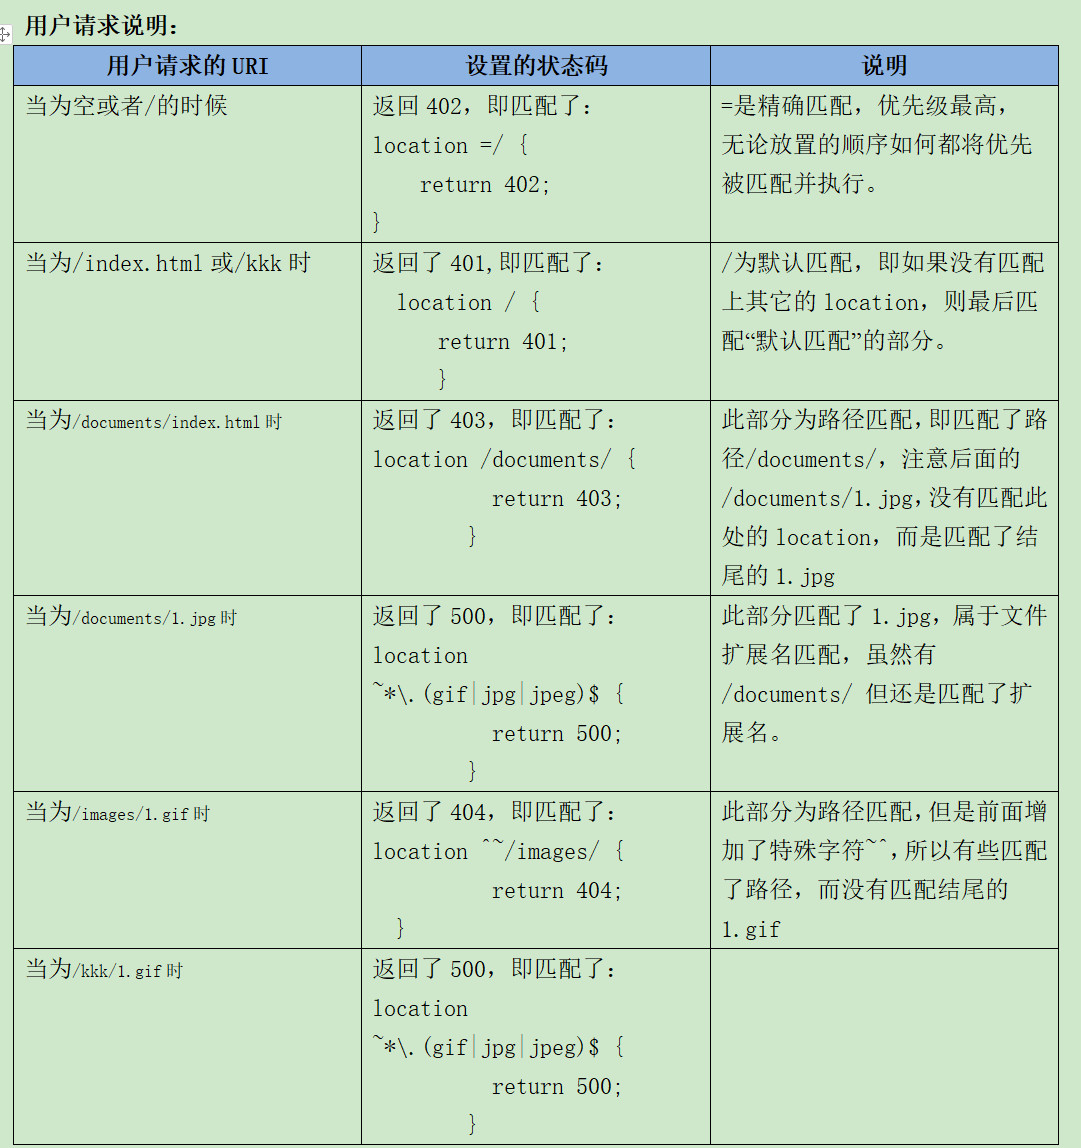 用户请求说明：
用户请求的 URI
设置的状态码
说明
当为空或者/的时候
返回 402，即匹配了：
location =/ {
return 402;
}
=是精确匹配，优先级最高，
无论放置的顺序如何都将优先
被匹配并执行。
当为/index.html 或/kkk 时
返回了 401,即匹配了：
location / {
return 401;
}
/为默认匹配，即如果没有匹配
上其它的 location，则最后匹
配“默认匹配”的部分。
当为/documents/index.html 时
返回了 403，即匹配了：
location /documents/ {
return 403;
}
此部分为路径匹配，即匹配了路
径/documents/，注意后面的
/documents/1.jpg，没有匹配此
处的 location，而是匹配了结
尾的 1.jpg
当为/documents/1.jpg 时
返回了 500，即匹配了：
location
~*\.(gif|jpg|jpeg)$ {
return 500;
}
此部分匹配了 1.jpg，属于文件
扩展名匹配，虽然有
/documents/ 但还是匹配了扩
展名。
当为/images/1.gif 时
返回了 404，即匹配了：
location ^~/images/ {
return 404;
}
此部分为路径匹配，但是前面增
加了特殊字符~^，所以有些匹配
了路径，而没有匹配结尾的
1.gif
当为/kkk/1.gif 时
返回了 500，即匹配了：
location
~*\.(gif|jpg|jpeg)$ {
return 500;
}